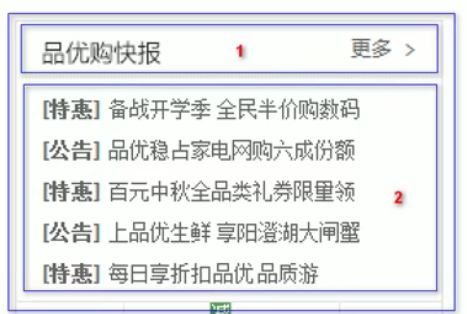 品优购快报 1 更多 >
[特惠] 备战开学季 全民半价购数码
[公告] 品优稳占家电网购六成份额
[特惠] 百元中秋全品类礼券限量领 2
[公告] 上品优生鲜 享阳澄湖大闸蟹
[特惠] 每日享折扣品优品质游